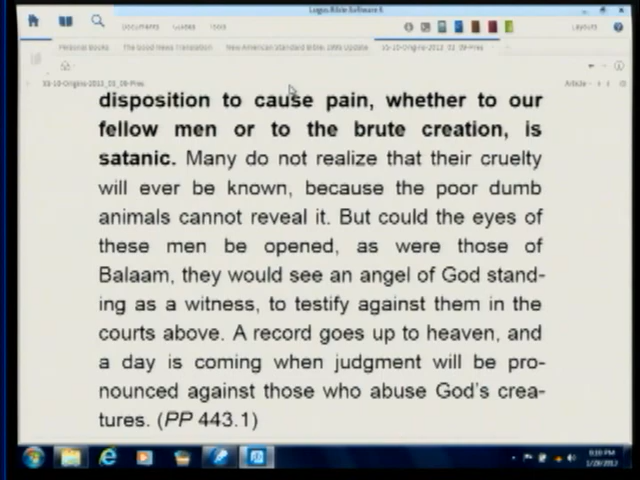 Logos Bible Software 4
Documents Guides Tools
Layouts
Personal Books The Good News Translation New American Standard Bible, 1995 Update
Article
disposition to cause pain, whether to our
fellow men or to the brute creation, is
satanic. Many do not realize that their cruelty
will ever be known, because the poor dumb
animals cannot reveal it. But could the eyes of
these men be opened, as were those of
Balaam, they would see an angel of God stand-
ing as a witness, to testify against them in the
courts above. A record goes up to heaven, and
a day is coming when judgment will be pro-
nounced against those who abuse God's crea-
tures. (PP 443.1)